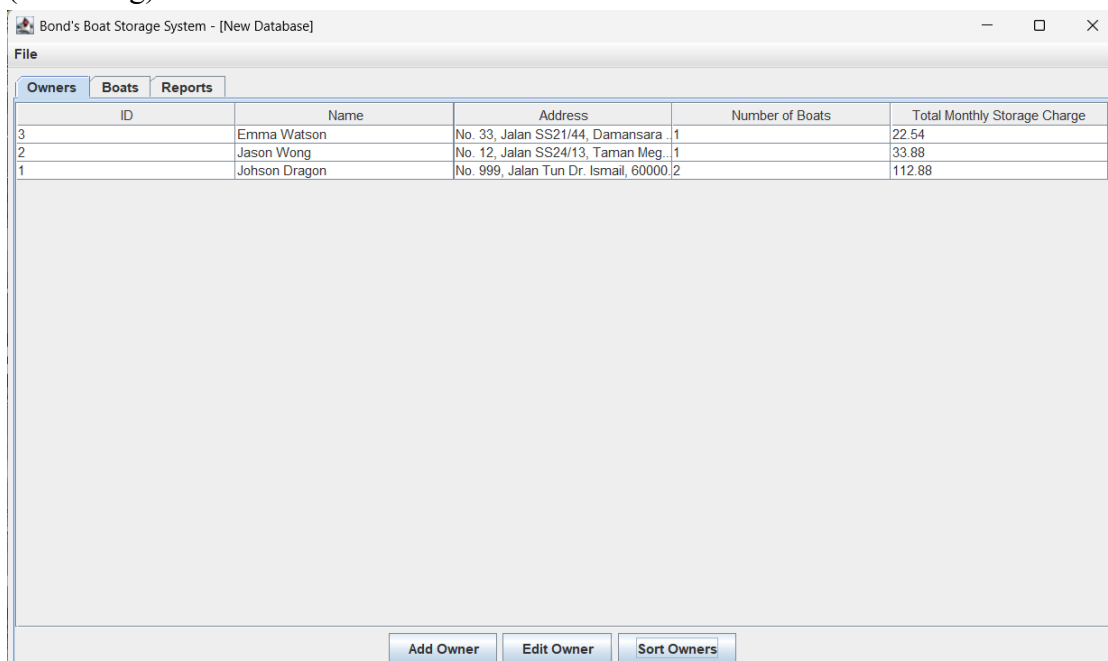 Bond's Boat Storage System - [New Database]
File
Owners Boats Reports
ID Name Address Number of Boats Total Monthly Storage Charge
3 Emma Watson No. 33, Jalan SS21/44, Damansara .. 1 22.54
2 Jason Wong No. 12, Jalan SS24/13, Taman Meg... 1 33.88
1 Johson Dragon No. 999, Jalan Tun Dr. Ismail, 60000. 2 112.88
Add Owner Edit Owner Sort Owners